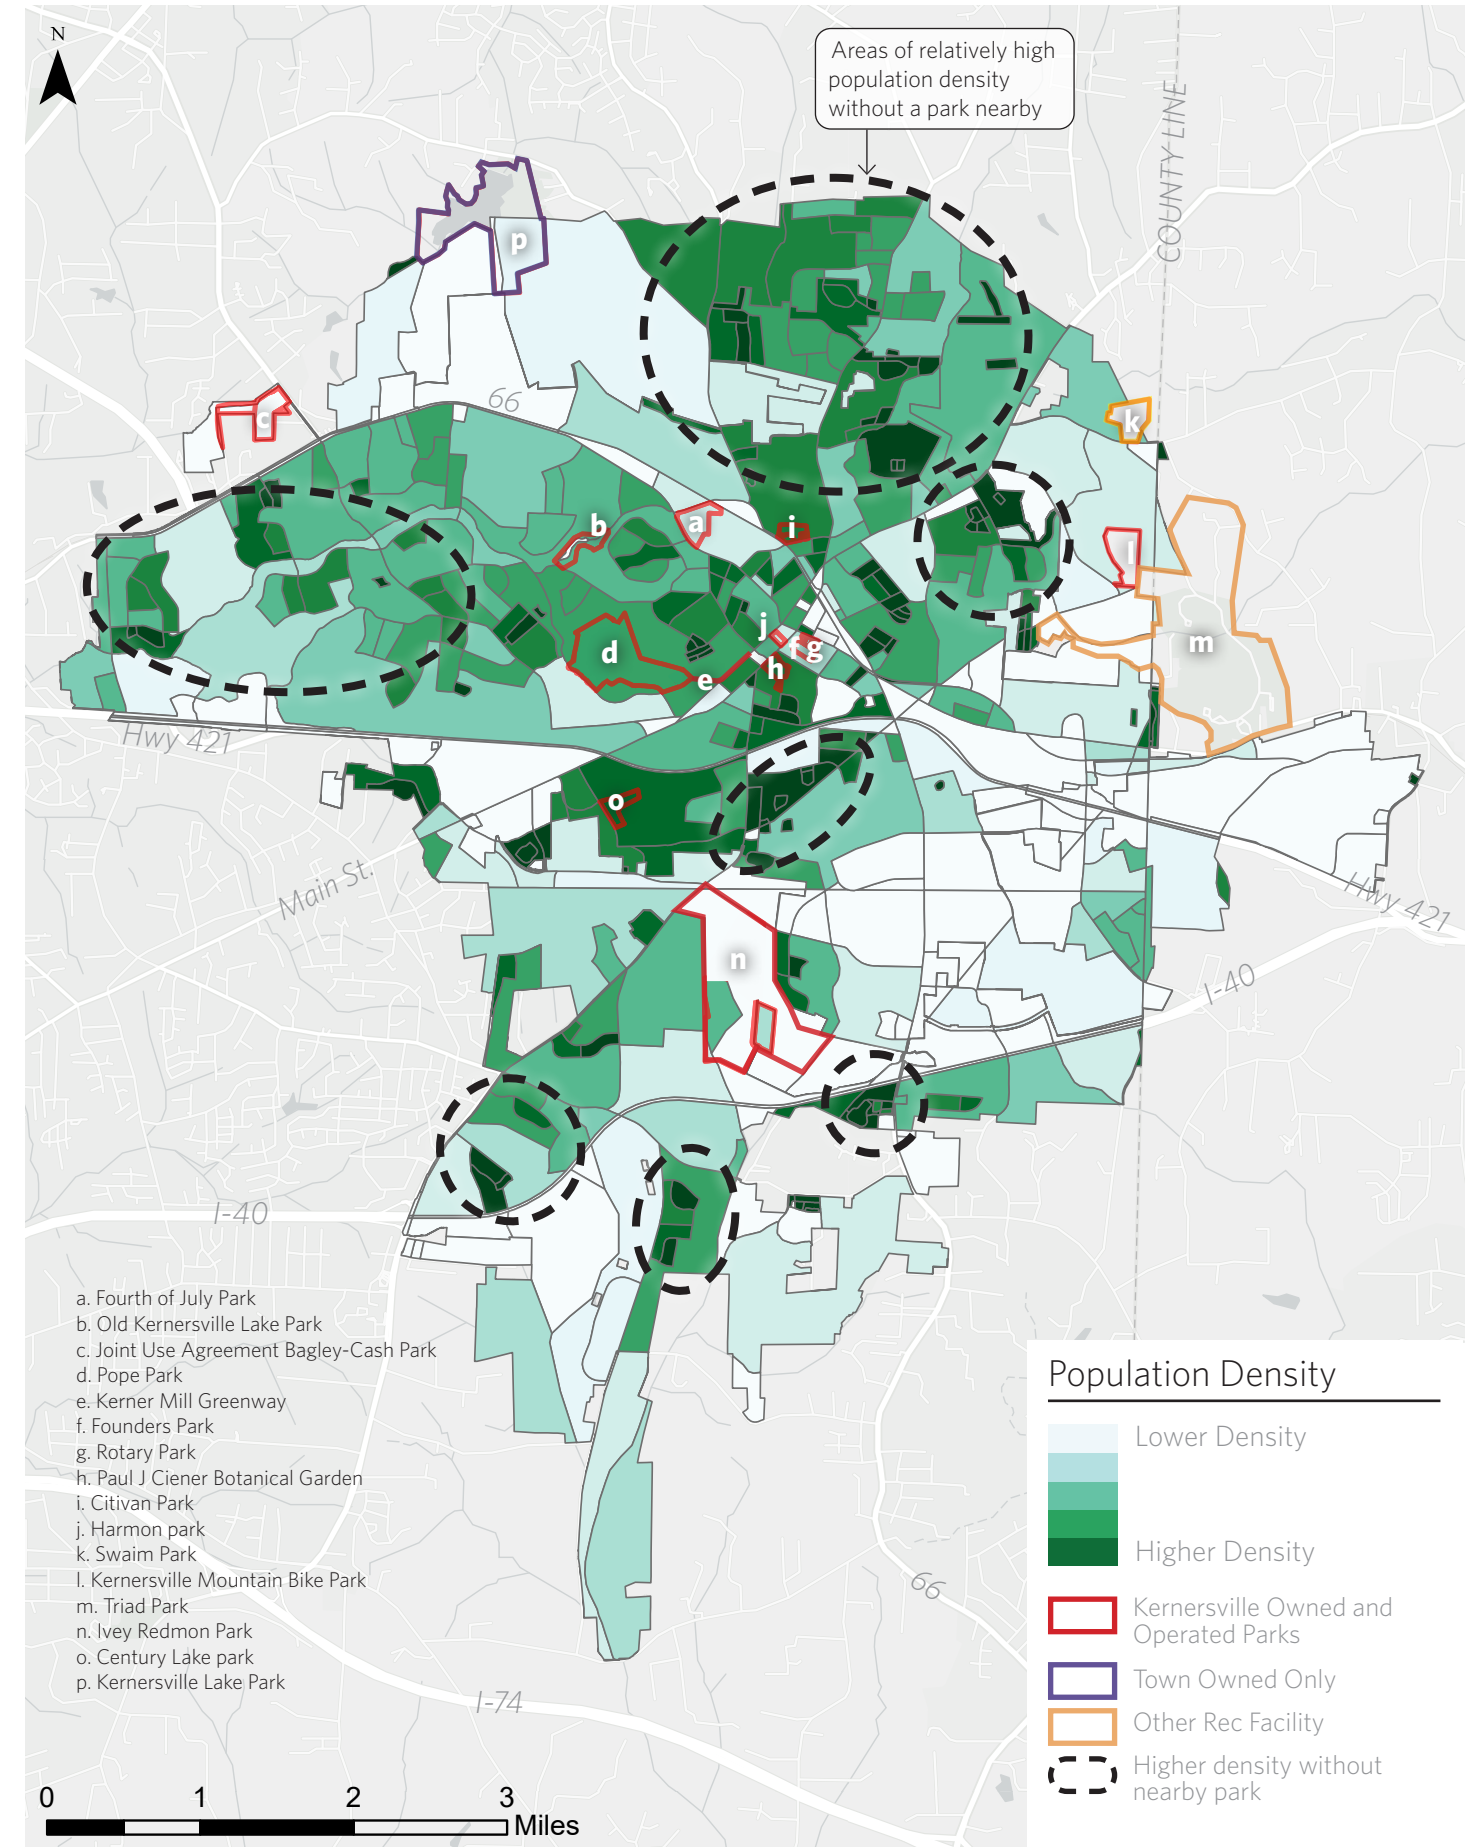 N
Areas of relatively high
population density
without a park nearby
COUNTY LINE
p
66
c
k
a
b
i
l
j
f
g
m
d
h
e
Hwy 421
o
Main St.
Hwy 421
n
I-40
I-40
a. Fourth of July Park
b. Old Kernersville Lake Park
c. Joint Use Agreement Bagley-Cash Park
d. Pope Park
e. Kerner Mill Greenway
f. Founders Park
g. Rotary Park
h. Paul J Ciener Botanical Garden
i. Citivan Park
j. Harmon park
k. Swaim Park
l. Kernersville Mountain Bike Park
m. Triad Park
n. Ivey Redmon Park
o. Century Lake park
p. Kernersville Lake Park
66
I-74
Population Density
Lower Density
Higher Density
Kernersville Owned and
Operated Parks
Town Owned Only
Other Rec Facility
Higher density without
nearby park
0 1 2 3
Miles